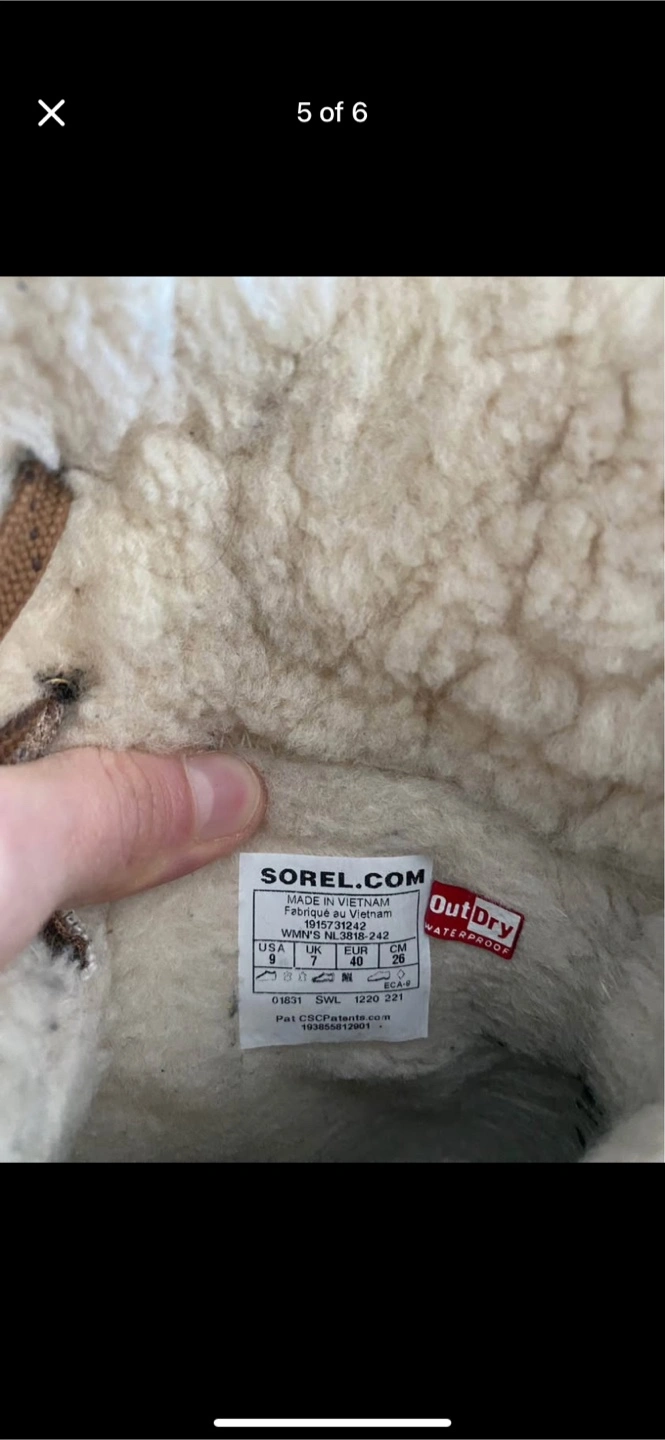 5 of 6
SOREL.COM
MADE IN VIETNAM
Fabriqué au Vietnam
1915731242
WMN'S NL3818-242
USA UK EUR CM
9 7 40 26
01831 SWL 1220 221
Pat CSCPatents.com
193855812901
OutDry
WATERPROOF